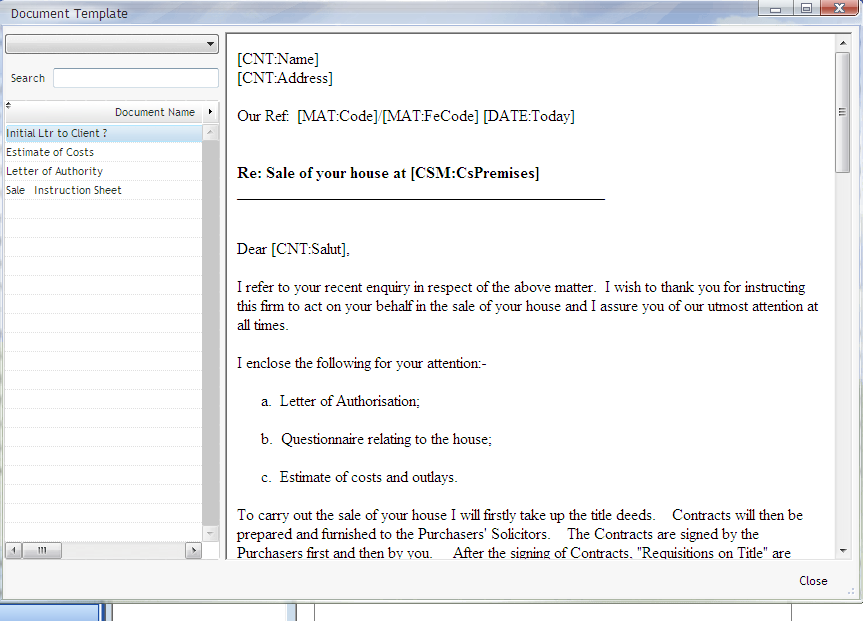 Document Template
Search
Document Name
Initial Ltr to Client ?
Estimate of Costs
Letter of Authority
Sale Instruction Sheet
[CNT:Name]
[CNT:Address]
Our Ref: [MAT:Code]/[MAT:FeCode] [DATE:Today]
Re: Sale of your house at [CSM:CsPremises]
Dear [CNT:Salut],
I refer to your recent enquiry in respect of the above matter. I wish to thank you for instructing
this firm to act on your behalf in the sale of your house and I assure you of our utmost attention at
all times.
I enclose the following for your attention:-
a. Letter of Authorisation;
b. Questionnaire relating to the house;
c. Estimate of costs and outlays.
To carry out the sale of your house I will firstly take up the title deeds. Contracts will then be
prepared and furnished to the Purchasers' Solicitors. The Contracts are signed by the
Purchasers first and then by you. After the signing of Contracts, "Requisitions on Title" are
Close